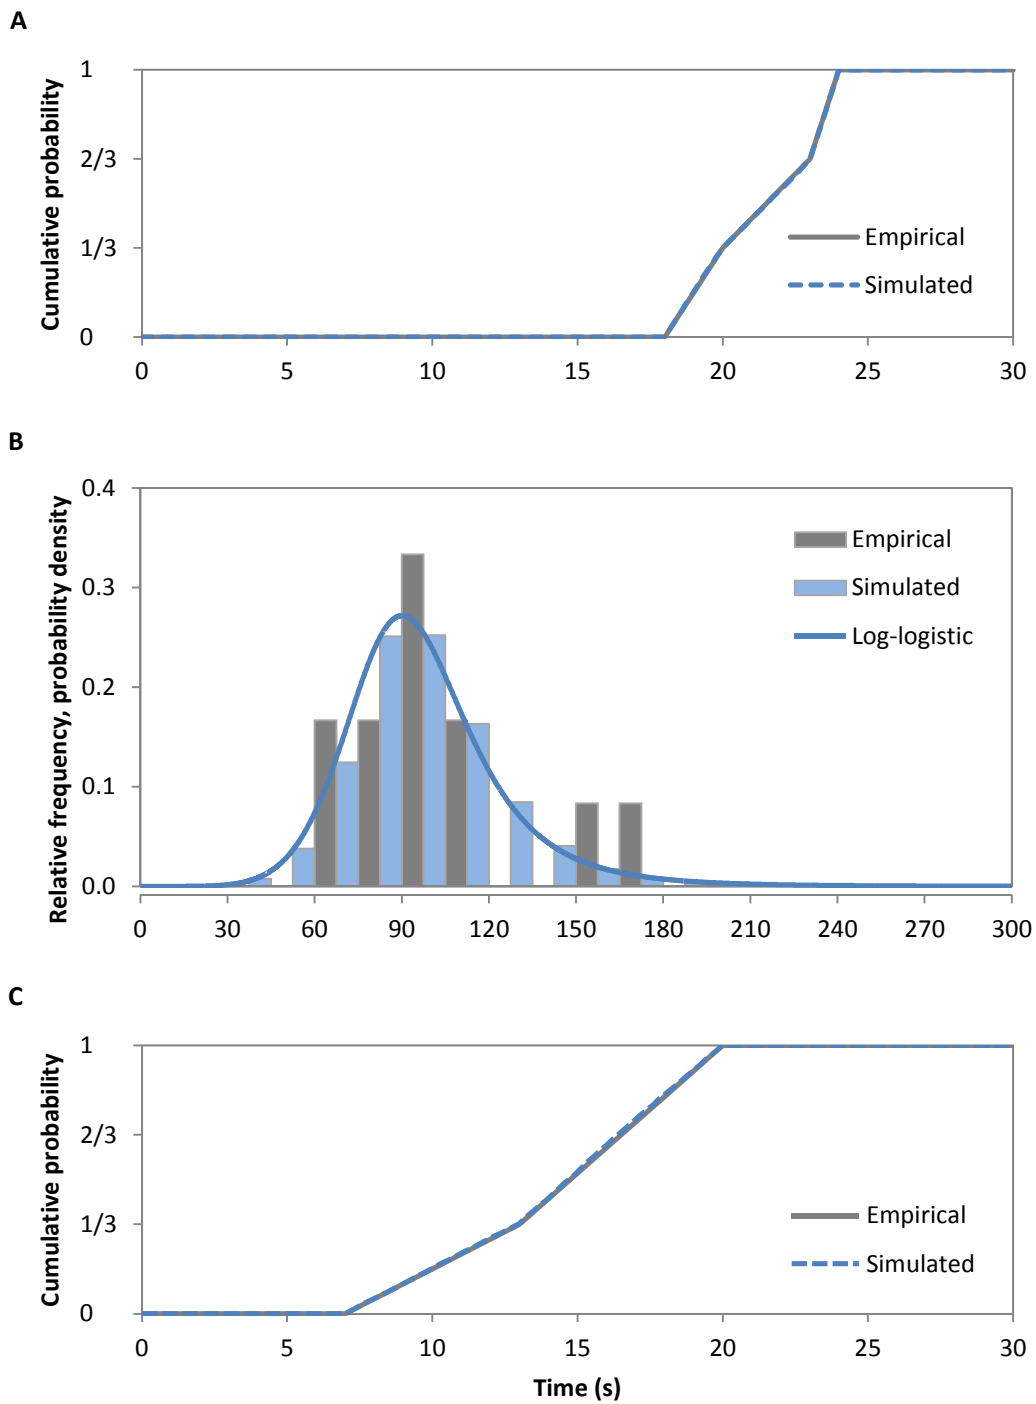 A
Cumulative probability
1
2/3
1/3
0
Empirical
Simulated
0 5 10 15 20 25 30
B
Relative frequency, probability density
0.4
0.3
0.2
0.1
0.0
Empirical
Simulated
Log-logistic
0 30 60 90 120 150 180 210 240 270 300
C
Cumulative probability
1
2/3
1/3
0
Empirical
Simulated
0 5 10 15 20 25 30
Time (s)